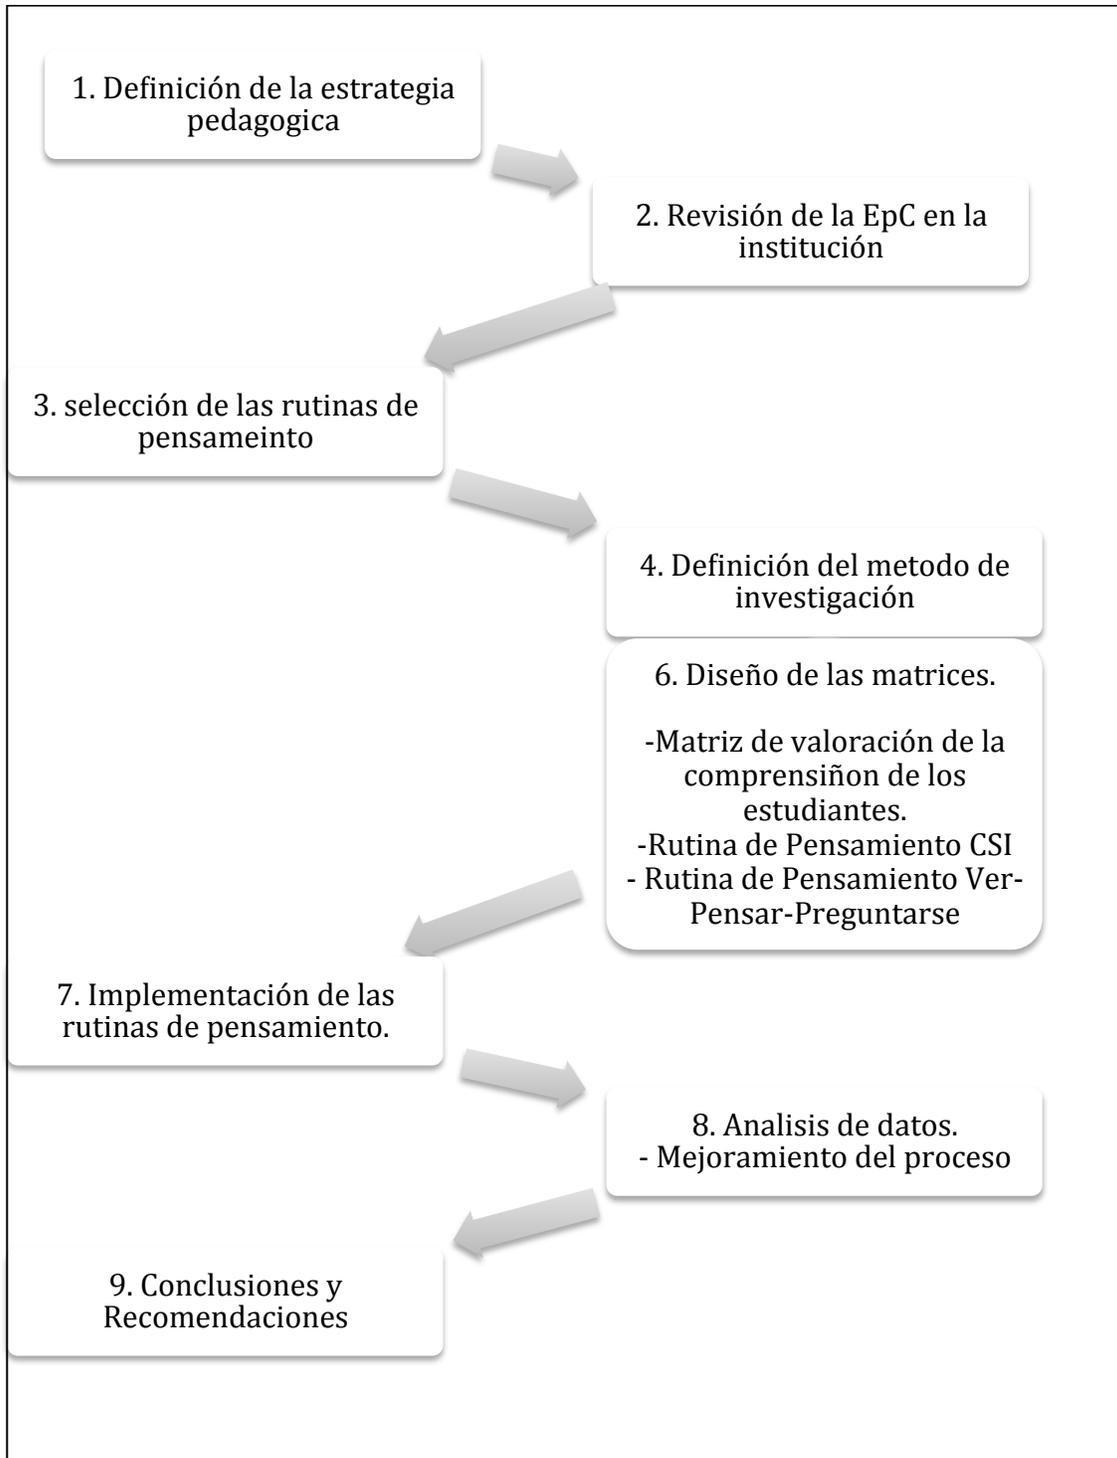 1. Definición de la estrategia
pedagogica
2. Revisión de la EpC en la
institución
3. selección de las rutinas de
pensameinto
4. Definición del metodo de
investigación
6. Diseño de las matrices.
-Matriz de valoración de la
comprensiñon de los
estudiantes.
-Rutina de Pensamiento CSI
- Rutina de Pensamiento Ver-
Pensar-Preguntarse
7. Implementación de las
rutinas de pensamiento.
8. Analisis de datos.
- Mejoramiento del proceso
9. Conclusiones y
Recomendaciones